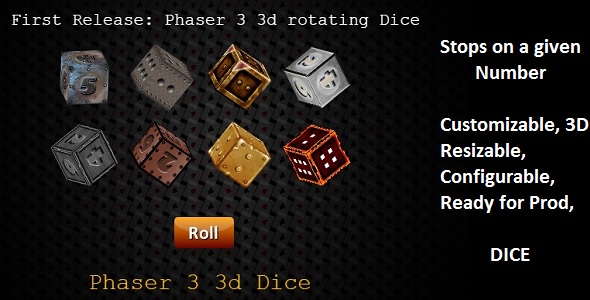 First Release: Phaser 3 3d rotating Dice
Stops on a given
Number
Customizable, 3D
Resizable,
Configurable,
Ready for Prod,
DICE
Roll
Phaser 3 3d Dice